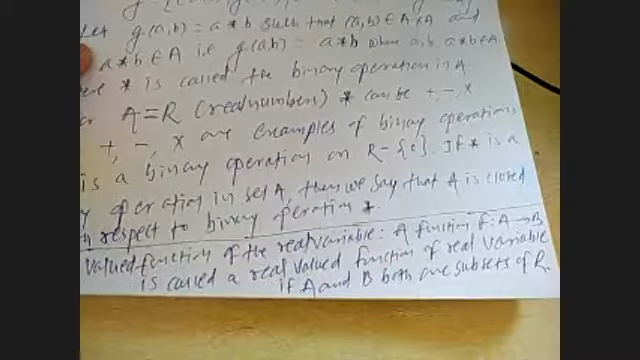 Let g(a,b) = a*b such that (a,b) ∈ A×A and
a*b ∈ A i.e g(a,b) = a*b where a,b, a*b ∈ A
* is called the binary operation in A
A = R (real numbers) * can be +, -, ×
+, -, × are examples of binary operations
is a binary operation on R-{0}. If * is a
operation in set A, then we say that A is closed
respect to binary operation *
valued function of the real variable: A function f: A→B
is called a real valued function of real variable
if A and B both are subsets of R.